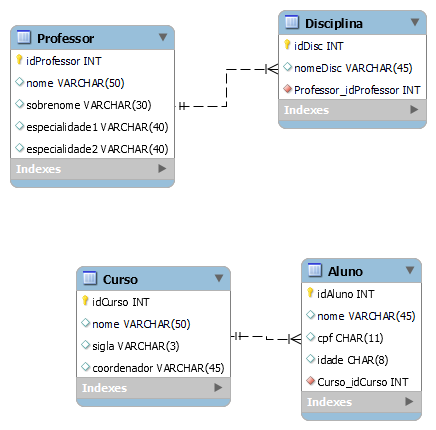 Professor
idProfessor INT
nome VARCHAR(50)
sobrenome VARCHAR(30)
especialidade1 VARCHAR(40)
especialidade2 VARCHAR(40)
Indexes
Disciplina
idDisc INT
nomeDisc VARCHAR(45)
Professor_idProfessor INT
Indexes
Curso
idCurso INT
nome VARCHAR(50)
sigla VARCHAR(3)
coordenador VARCHAR(45)
Indexes
Aluno
idAluno INT
nome VARCHAR(45)
cpf CHAR(11)
idade CHAR(8)
Curso_idCurso INT
Indexes